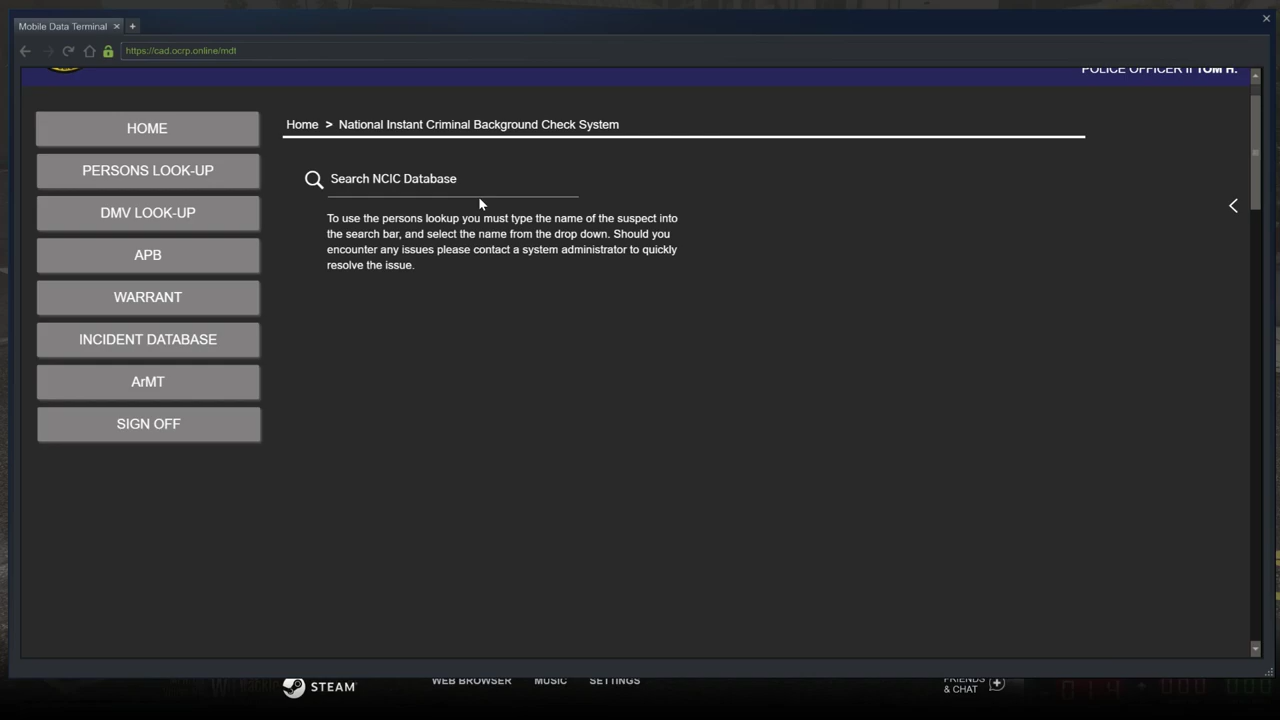 Mobile Data Terminal
https://cad.ocrp.online/mdt
POLICE OFFICER II TOM H.
HOME
PERSONS LOOK-UP
DMV LOOK-UP
APB
WARRANT
INCIDENT DATABASE
ArMT
SIGN OFF
Home > National Instant Criminal Background Check System
Search NCIC Database
To use the persons lookup you must type the name of the suspect into
the search bar, and select the name from the drop down. Should you
encounter any issues please contact a system administrator to quickly
resolve the issue.
STEAM
WEB BROWSER
MUSIC
SETTINGS
FRIENDS
& CHAT